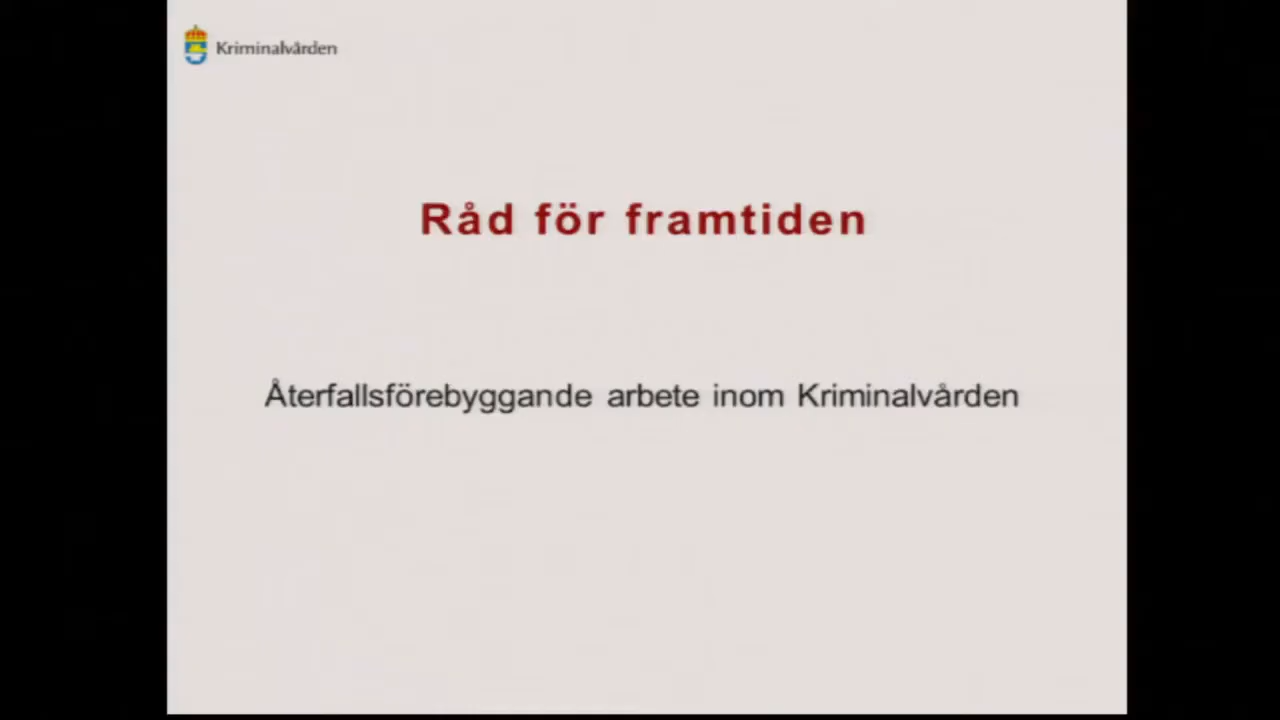 Kriminalvården
Råd för framtiden
Återfallsförebyggande arbete inom Kriminalvården